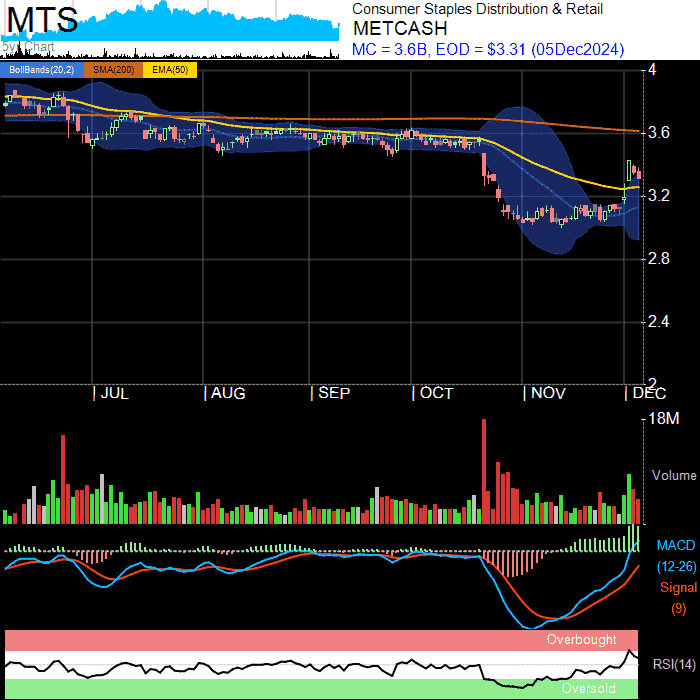 MTS
5yr Chart
Consumer Staples Distribution & Retail
METCASH
MC = 3.6B, EOD = $3.31 (05Dec2024)
BollBands(20,2) SMA(200) EMA(50)
4
3.6
3.2
2.8
2.4
2
JUL AUG SEP OCT NOV DEC
18M
Volume
MACD
(12-26)
Signal
(9)
Overbought
RSI(14)
Oversold